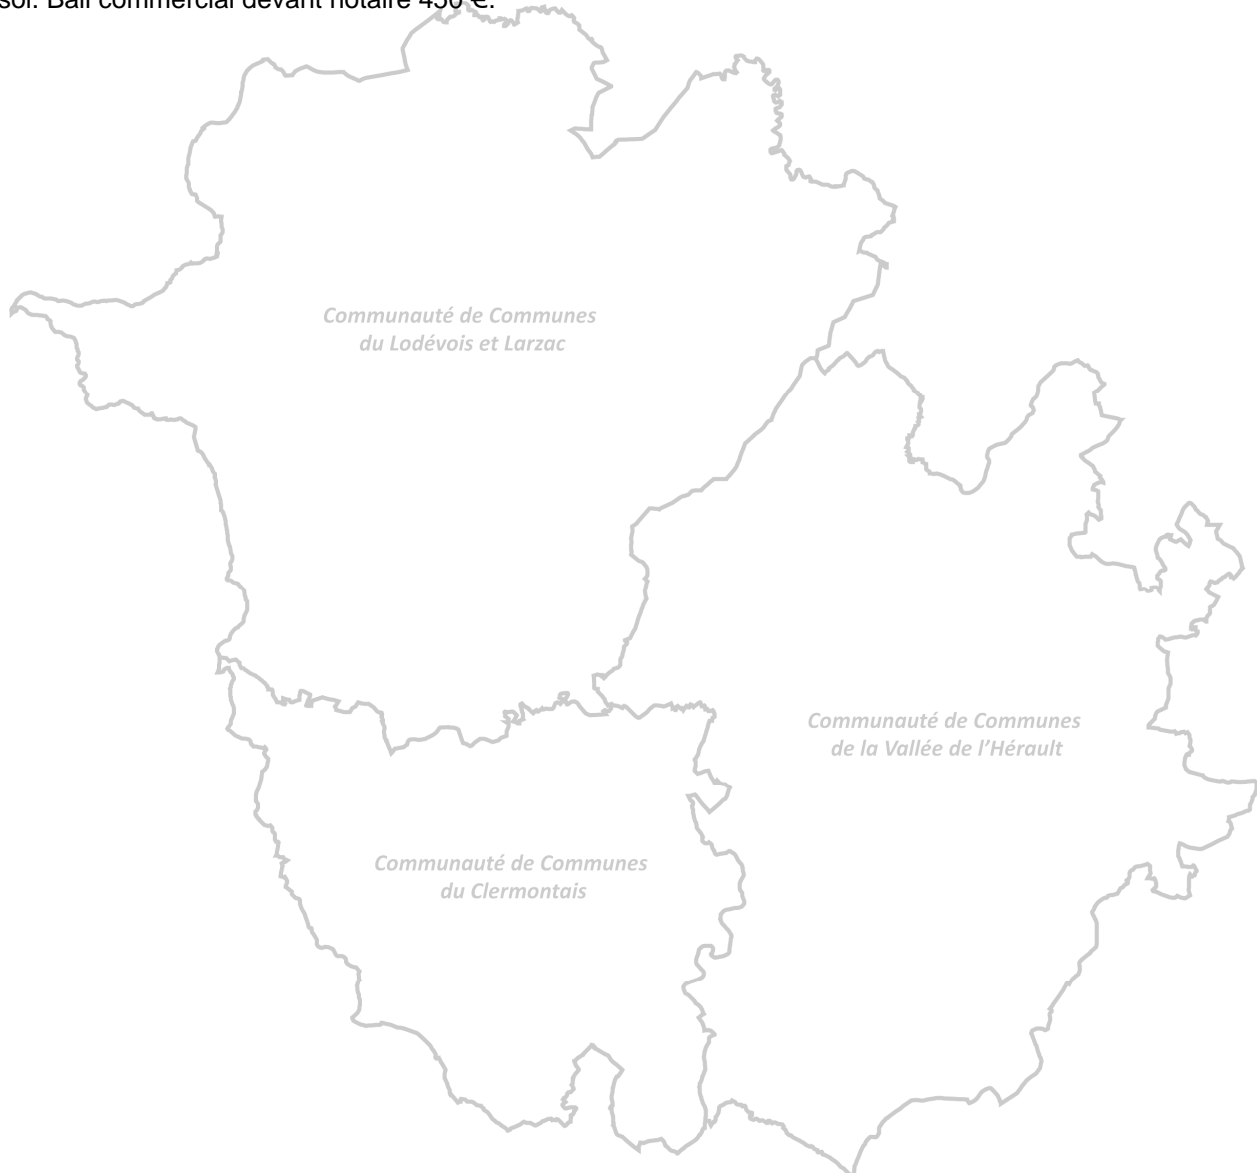 sol. Bail commercial devant notaire 450 €.
Communauté de Communes
du Lodévois et Larzac
Communauté de Communes
de la Vallée de l'Hérault
Communauté de Communes
du Clermontais